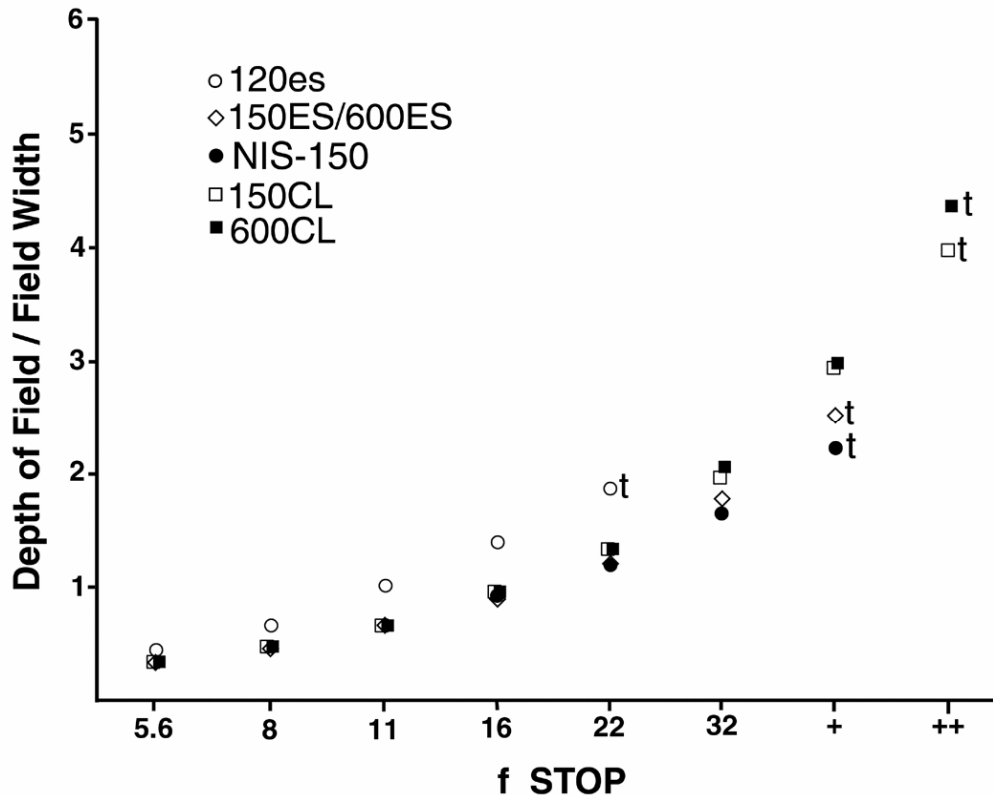 6
5
4
3
2
1
Depth of Field / Field Width
120es
150ES/600ES
NIS-150
150CL
600CL
t
t
t
t
t
5.6 8 11 16 22 32 + ++
f STOP